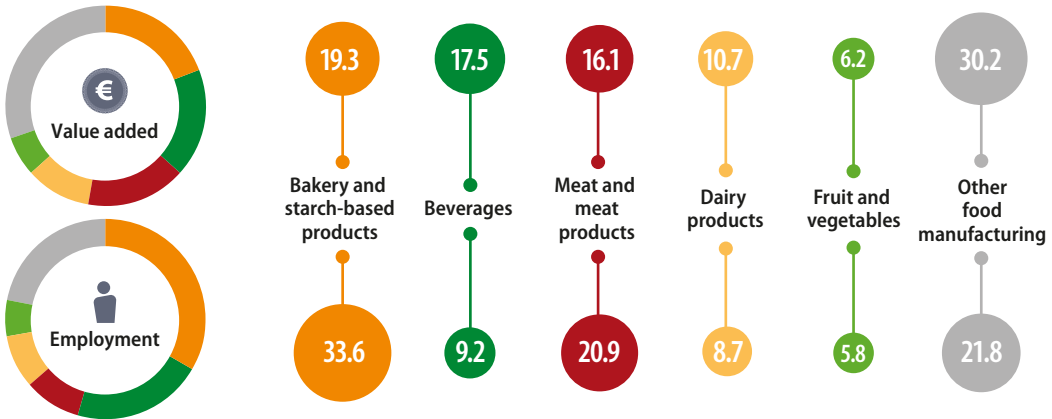 €
Value added
19.3
17.5
16.1
10.7
6.2
30.2
Bakery and
starch-based
products
Beverages
Meat and
meat
products
Dairy
products
Fruit and
vegetables
Other
food
manufacturing
Employment
33.6
9.2
20.9
8.7
5.8
21.8